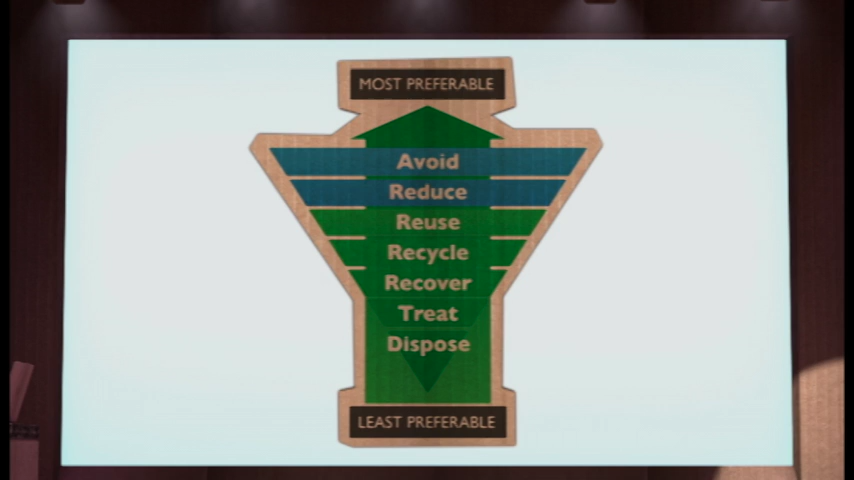 MOST PREFERABLE
Avoid
Reduce
Reuse
Recycle
Recover
Treat
Dispose
LEAST PREFERABLE